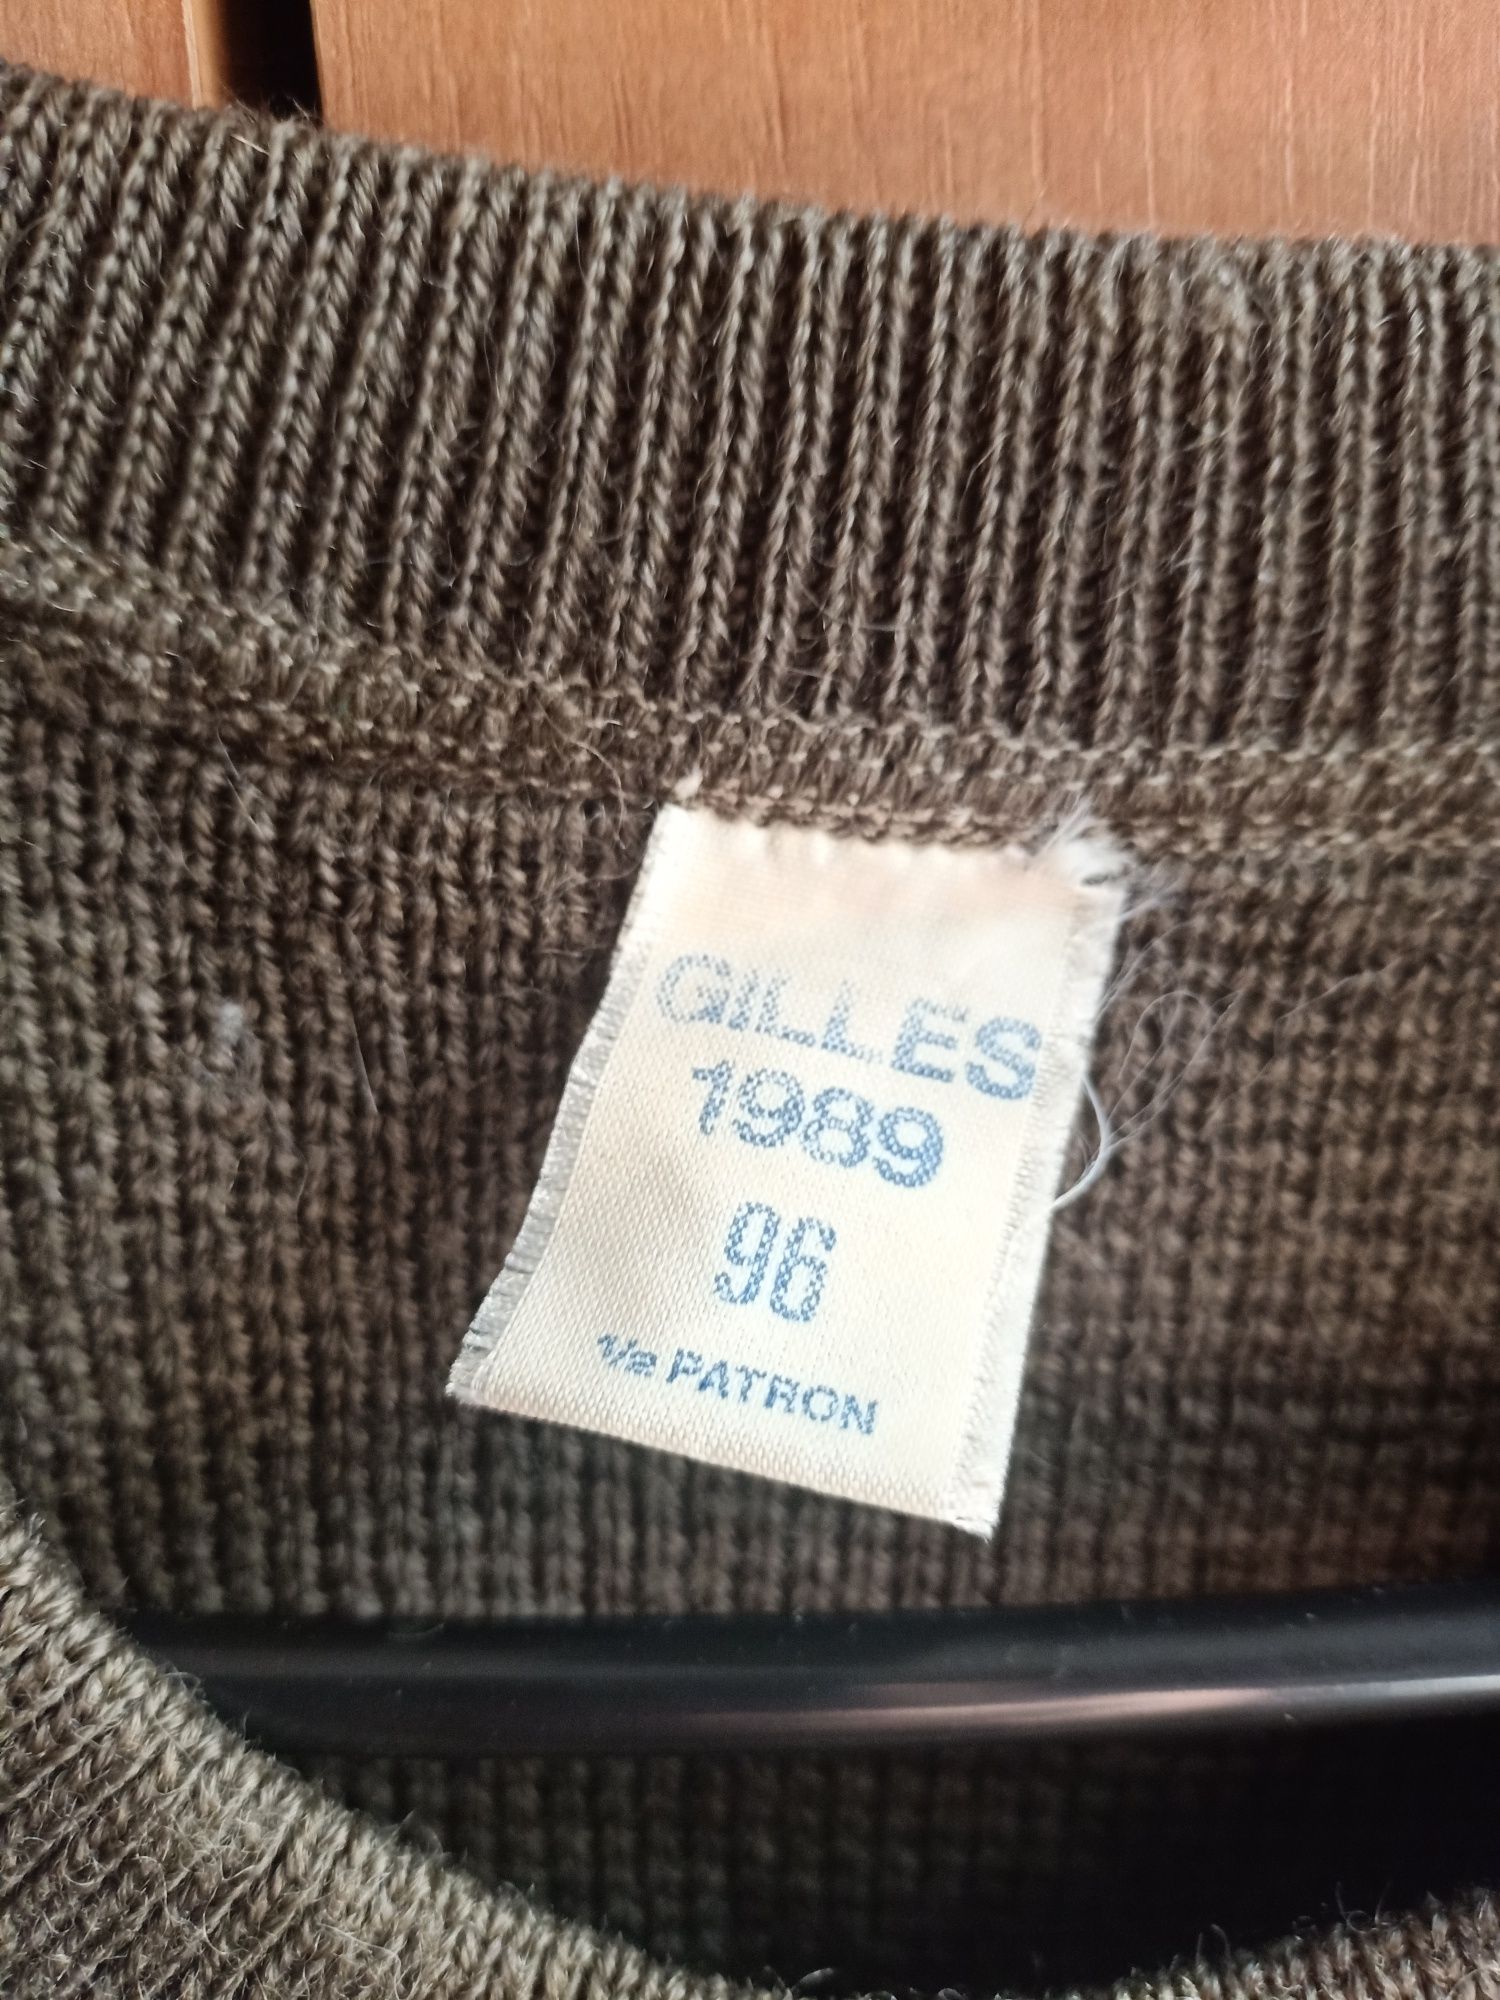 GILLES
1989
96
1/2 PATRON